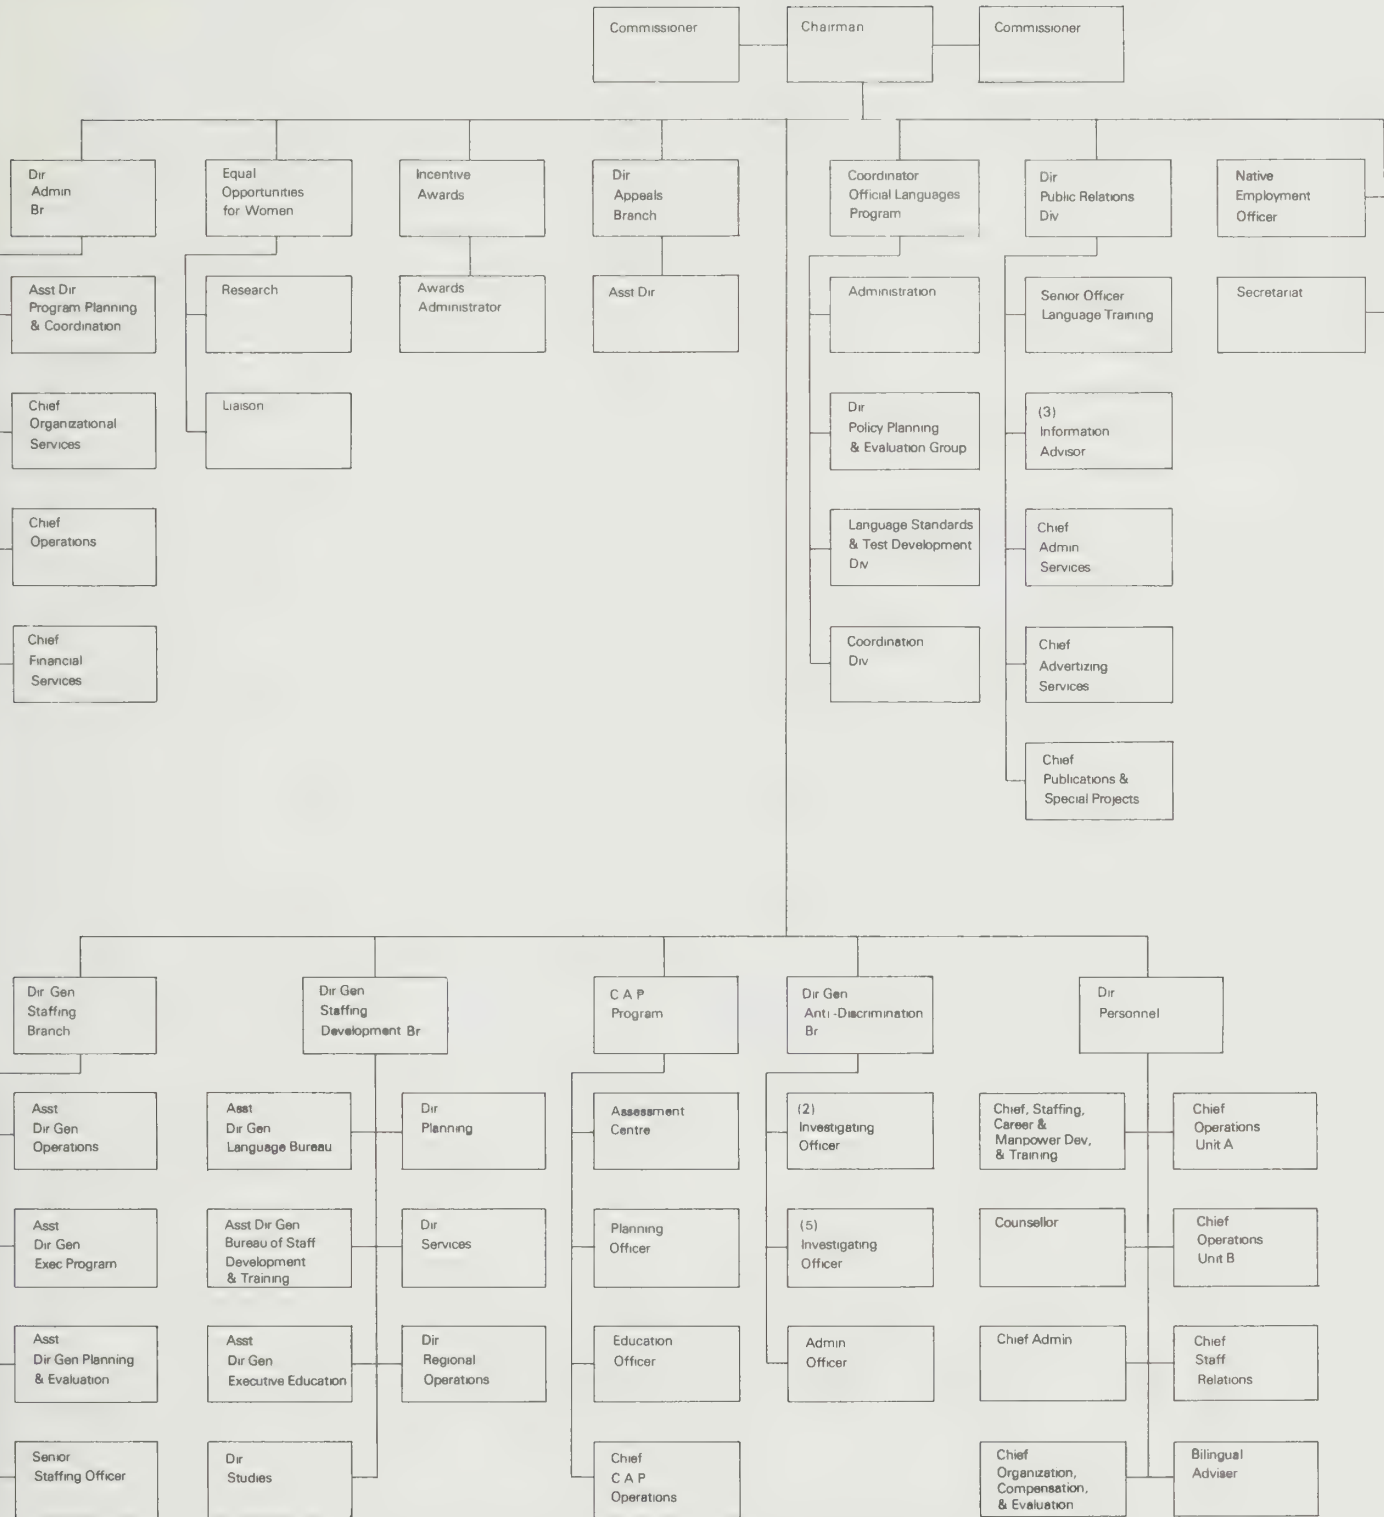 Commissioner
Chairman
Commissioner
Dir
Admin
Br
Equal
Opportunities
for Women
Incentive
Awards
Dir
Appeals
Branch
Coordinator
Official Languages
Program
Dir
Public Relations
Div
Native
Employment
Officer
Asst Dir
Program Planning
& Coordination
Research
Awards
Administrator
Asst Dir
Administration
Senior Officer
Language Training
Secretariat
Chief
Organizational
Services
Liaison
Dir
Policy Planning
& Evaluation Group
(3)
Information
Advisor
Chief
Operations
Language Standards
& Test Development
Div
Chief
Admin
Services
Chief
Financial
Services
Coordination
Div
Chief
Advertizing
Services
Chief
Publications &
Special Projects
Dir Gen
Staffing
Branch
Dir Gen
Staffing
Development Br
C A P
Program
Dir Gen
Anti-Discrimination
Br
Dir
Personnel
Asst
Dir Gen
Operations
Asst
Dir Gen
Language Bureau
Dir
Planning
Assessment
Centre
(2)
Investigating
Officer
Chief, Staffing,
Career &
Manpower Dev,
& Training
Chief
Operations
Unit A
Asst
Dir Gen
Exec Program
Asst Dir Gen
Bureau of Staff
Development
& Training
Dir
Services
Planning
Officer
(5)
Investigating
Officer
Counsellor
Chief
Operations
Unit B
Asst
Dir Gen Planning
& Evaluation
Asst
Dir Gen
Executive Education
Dir
Regional
Operations
Education
Officer
Admin
Officer
Chief Admin
Chief
Staff
Relations
Senior
Staffing Officer
Dir
Studies
Chief
C A P
Operations
Chief
Organization,
Compensation,
& Evaluation
Bilingual
Adviser